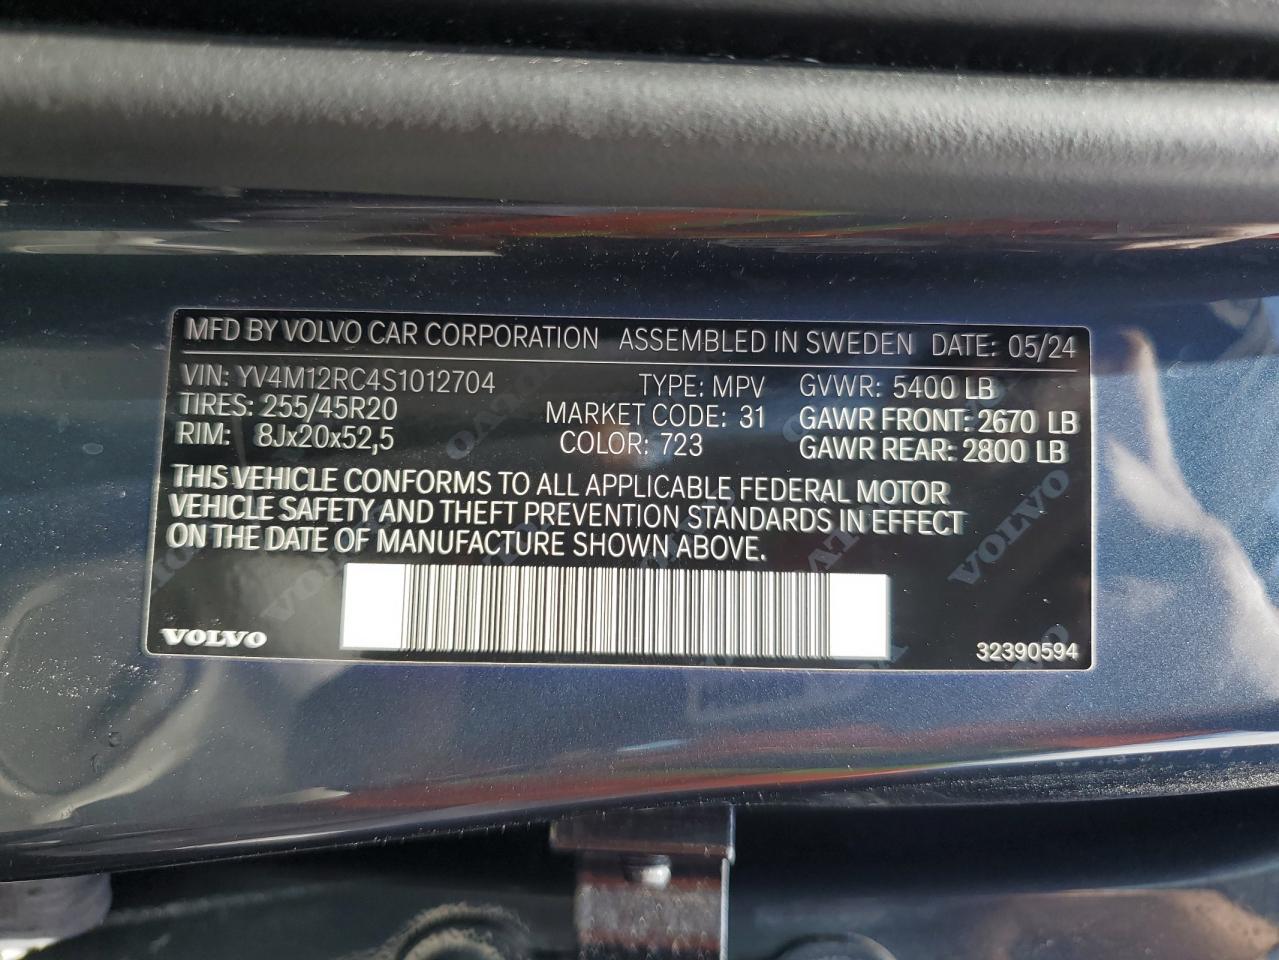 MFD BY VOLVO CAR CORPORATION ASSEMBLED IN SWEDEN DATE: 05/24
VIN: YV4M12RC4S1012704 TYPE: MPV GVWR: 5400 LB
TIRES: 255/45R20 MARKET CODE: 31 GAWR FRONT: 2670 LB
RIM: 8Jx20x52,5 COLOR: 723 GAWR REAR: 2800 LB
THIS VEHICLE CONFORMS TO ALL APPLICABLE FEDERAL MOTOR
VEHICLE SAFETY AND THEFT PREVENTION STANDARDS IN EFFECT
ON THE DATE OF MANUFACTURE SHOWN ABOVE.
VOLVO 32390594
VOLVO